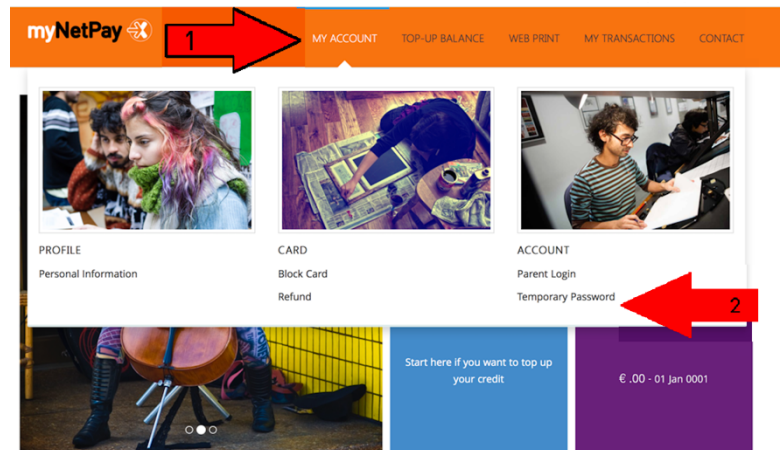 myNetPay
1
MY ACCOUNT TOP-UP BALANCE WEB PRINT MY TRANSACTIONS CONTACT
PROFILE
Personal Information
CARD
Block Card
Refund
ACCOUNT
Parent Login
Temporary Password
2
Start here if you want to top up
your credit
€ .00 - 01 Jan 0001